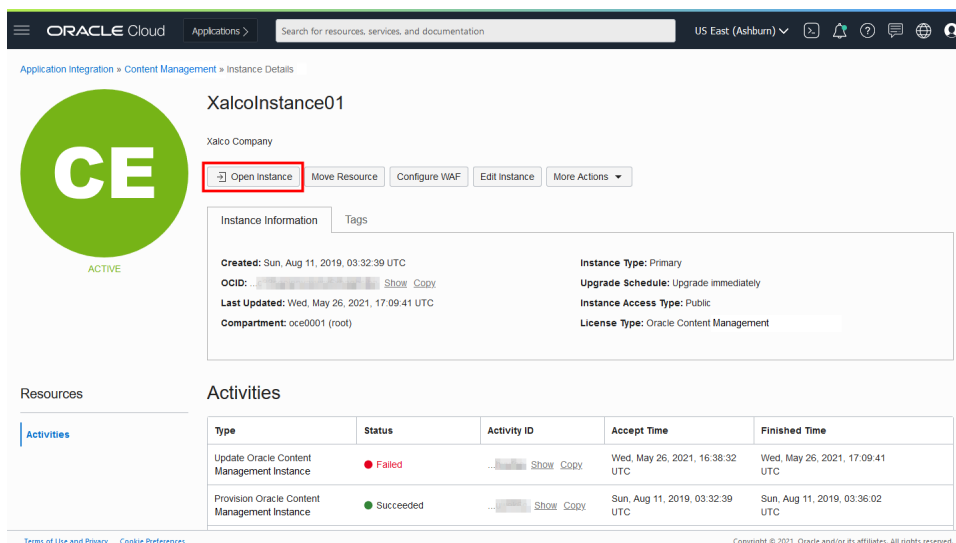 ORACLE Cloud
Applications >
Search for resources, services, and documentation
US East (Ashburn)
Application Integration » Content Management » Instance Details
CE
ACTIVE
XalcoInstance01
Xalco Company
Open Instance
Move Resource
Configure WAF
Edit Instance
More Actions
Instance Information
Tags
Created: Sun, Aug 11, 2019, 03:32:39 UTC
OCID: ... Show Copy
Last Updated: Wed, May 26, 2021, 17:09:41 UTC
Compartment: oce0001 (root)
Instance Type: Primary
Upgrade Schedule: Upgrade immediately
Instance Access Type: Public
License Type: Oracle Content Management
Resources
Activities
Activities
Type Status Activity ID Accept Time Finished Time
Update Oracle Content Management Instance
Failed
... Show Copy
Wed, May 26, 2021, 16:38:32 UTC
Wed, May 26, 2021, 17:09:41 UTC
Provision Oracle Content Management Instance
Succeeded
... Show Copy
Sun, Aug 11, 2019, 03:32:39 UTC
Sun, Aug 11, 2019, 03:36:02 UTC
Terms of Use and Privacy Cookie Preferences
Copyright © 2021, Oracle and/or its affiliates. All rights reserved.